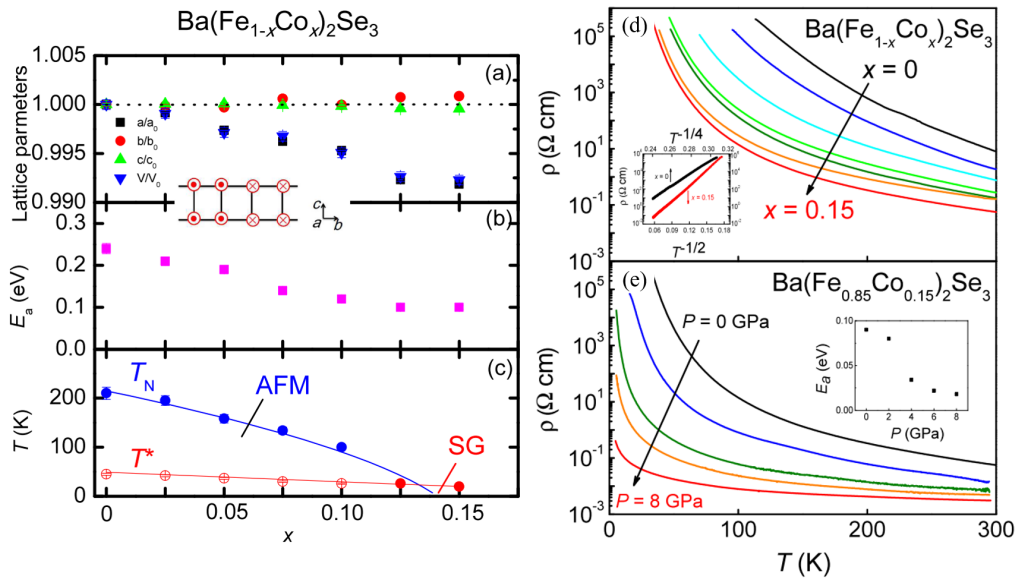 Ba(Fe1-xCox)2Se3
(a)
1.005
1.000
0.995
0.990
Lattice parmeters
a/a0
b/b0
c/c0
V/V0
c
a
b
(b)
0.3
0.2
0.1
0.0
Ea (eV)
(c)
TN
AFM
T*
SG
200
100
0
T (K)
0
0.05
0.10
0.15
x
(d)
Ba(Fe1-xCox)2Se3
x = 0
x = 0.15
10^5
10^3
10^1
10^-1
10^-3
ρ (Ω cm)
T^-1/4
0.24 0.26 0.28 0.30 0.32
ρ (Ω cm)
x = 0
x = 0.15
0.06 0.09 0.12 0.15 0.18
T^-1/2
(e)
Ba(Fe0.85Co0.15)2Se3
P = 0 GPa
P = 8 GPa
10^5
10^3
10^1
10^-1
10^-3
ρ (Ω cm)
0.10
0.05
0.00
Ea (eV)
0 2 4 6 8
P (GPa)
0 100 200 300
T (K)